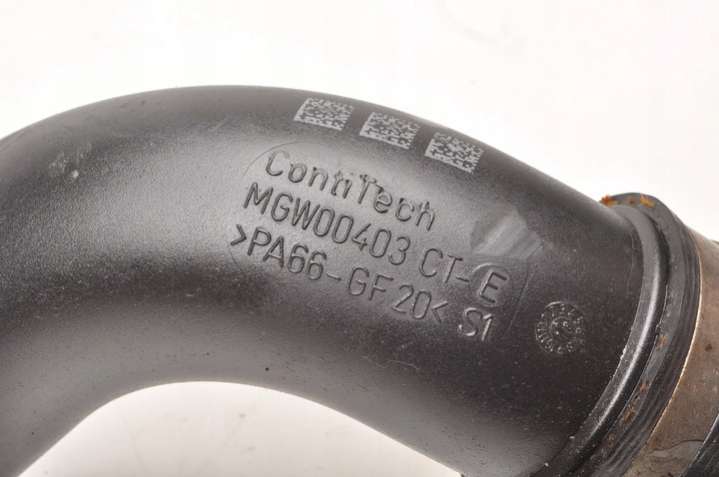 ContiTech
MGW00403 CT-E
>PA66-GF20< S1